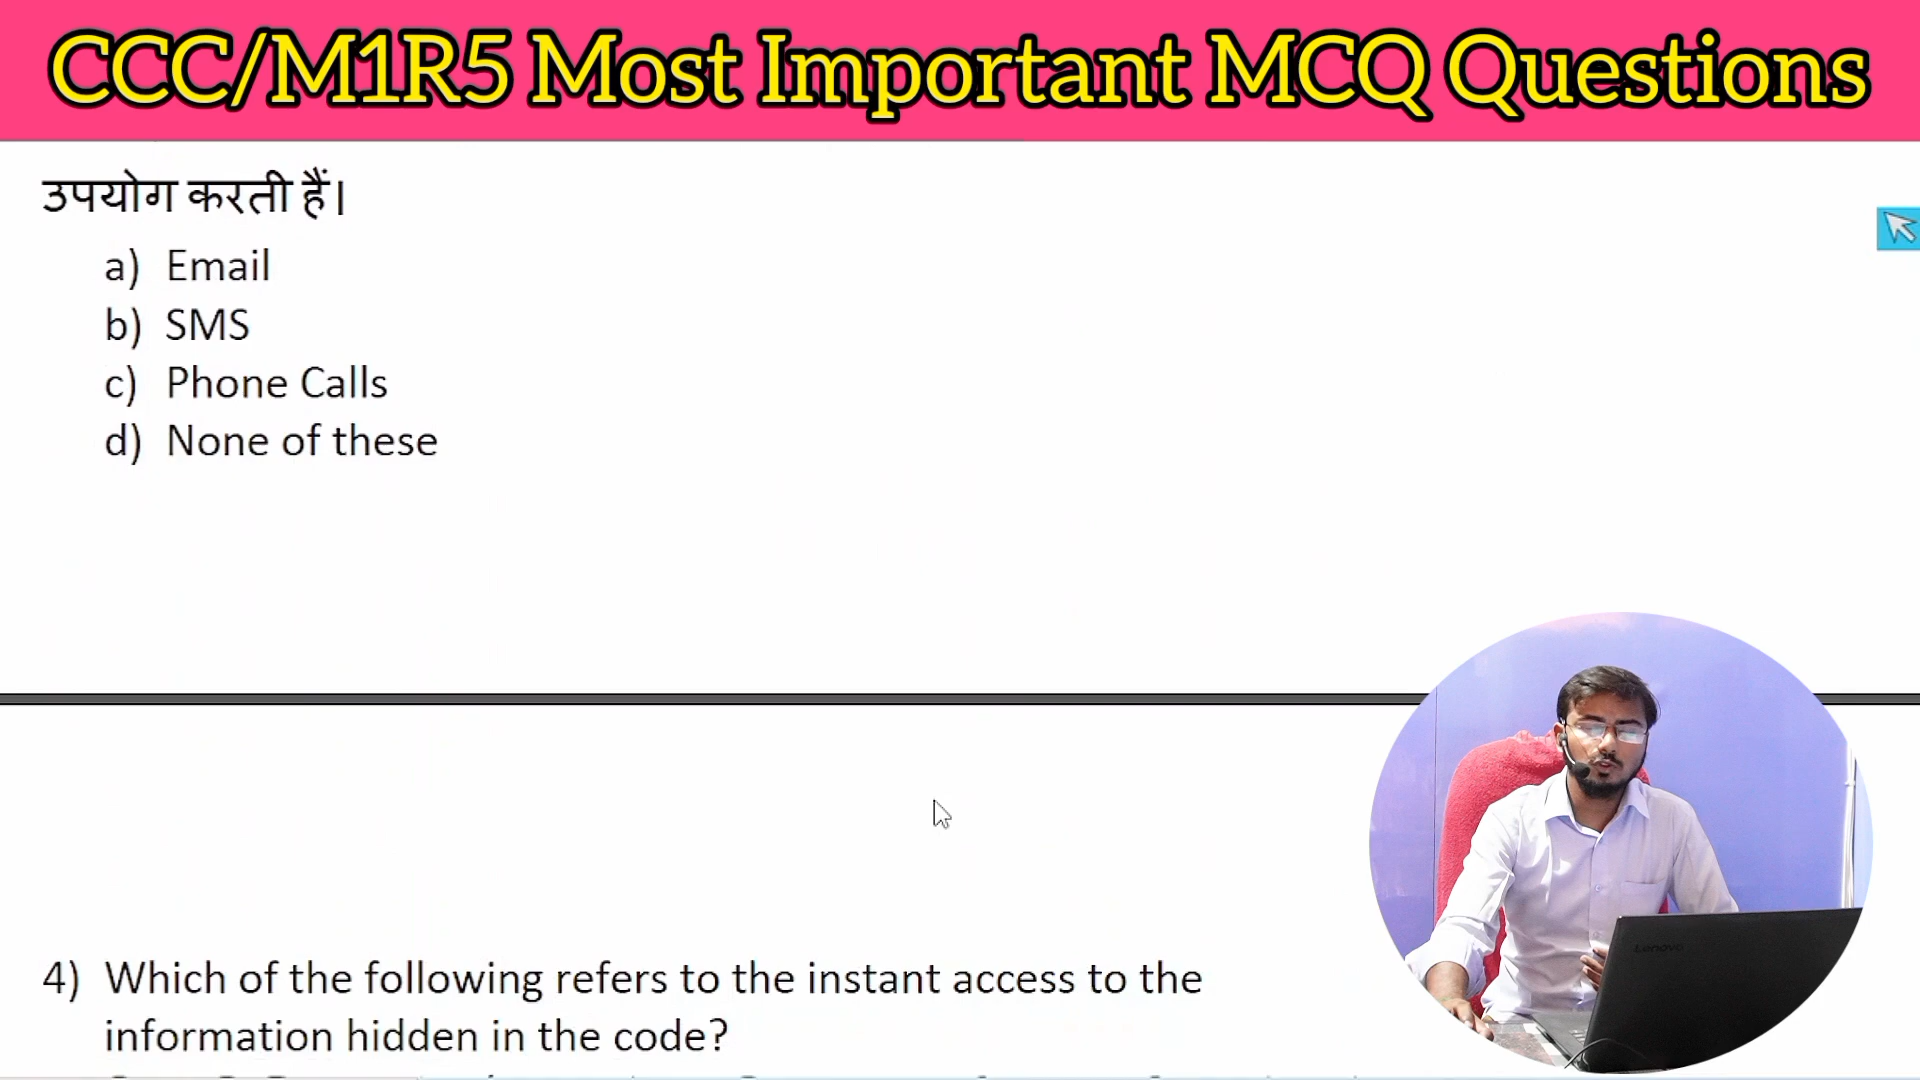 CCC/M1R5 Most Important MCQ Questions
उपयोग करती हैं।
a) Email
b) SMS
c) Phone Calls
d) None of these
4) Which of the following refers to the instant access to the
information hidden in the code?
Lenovo